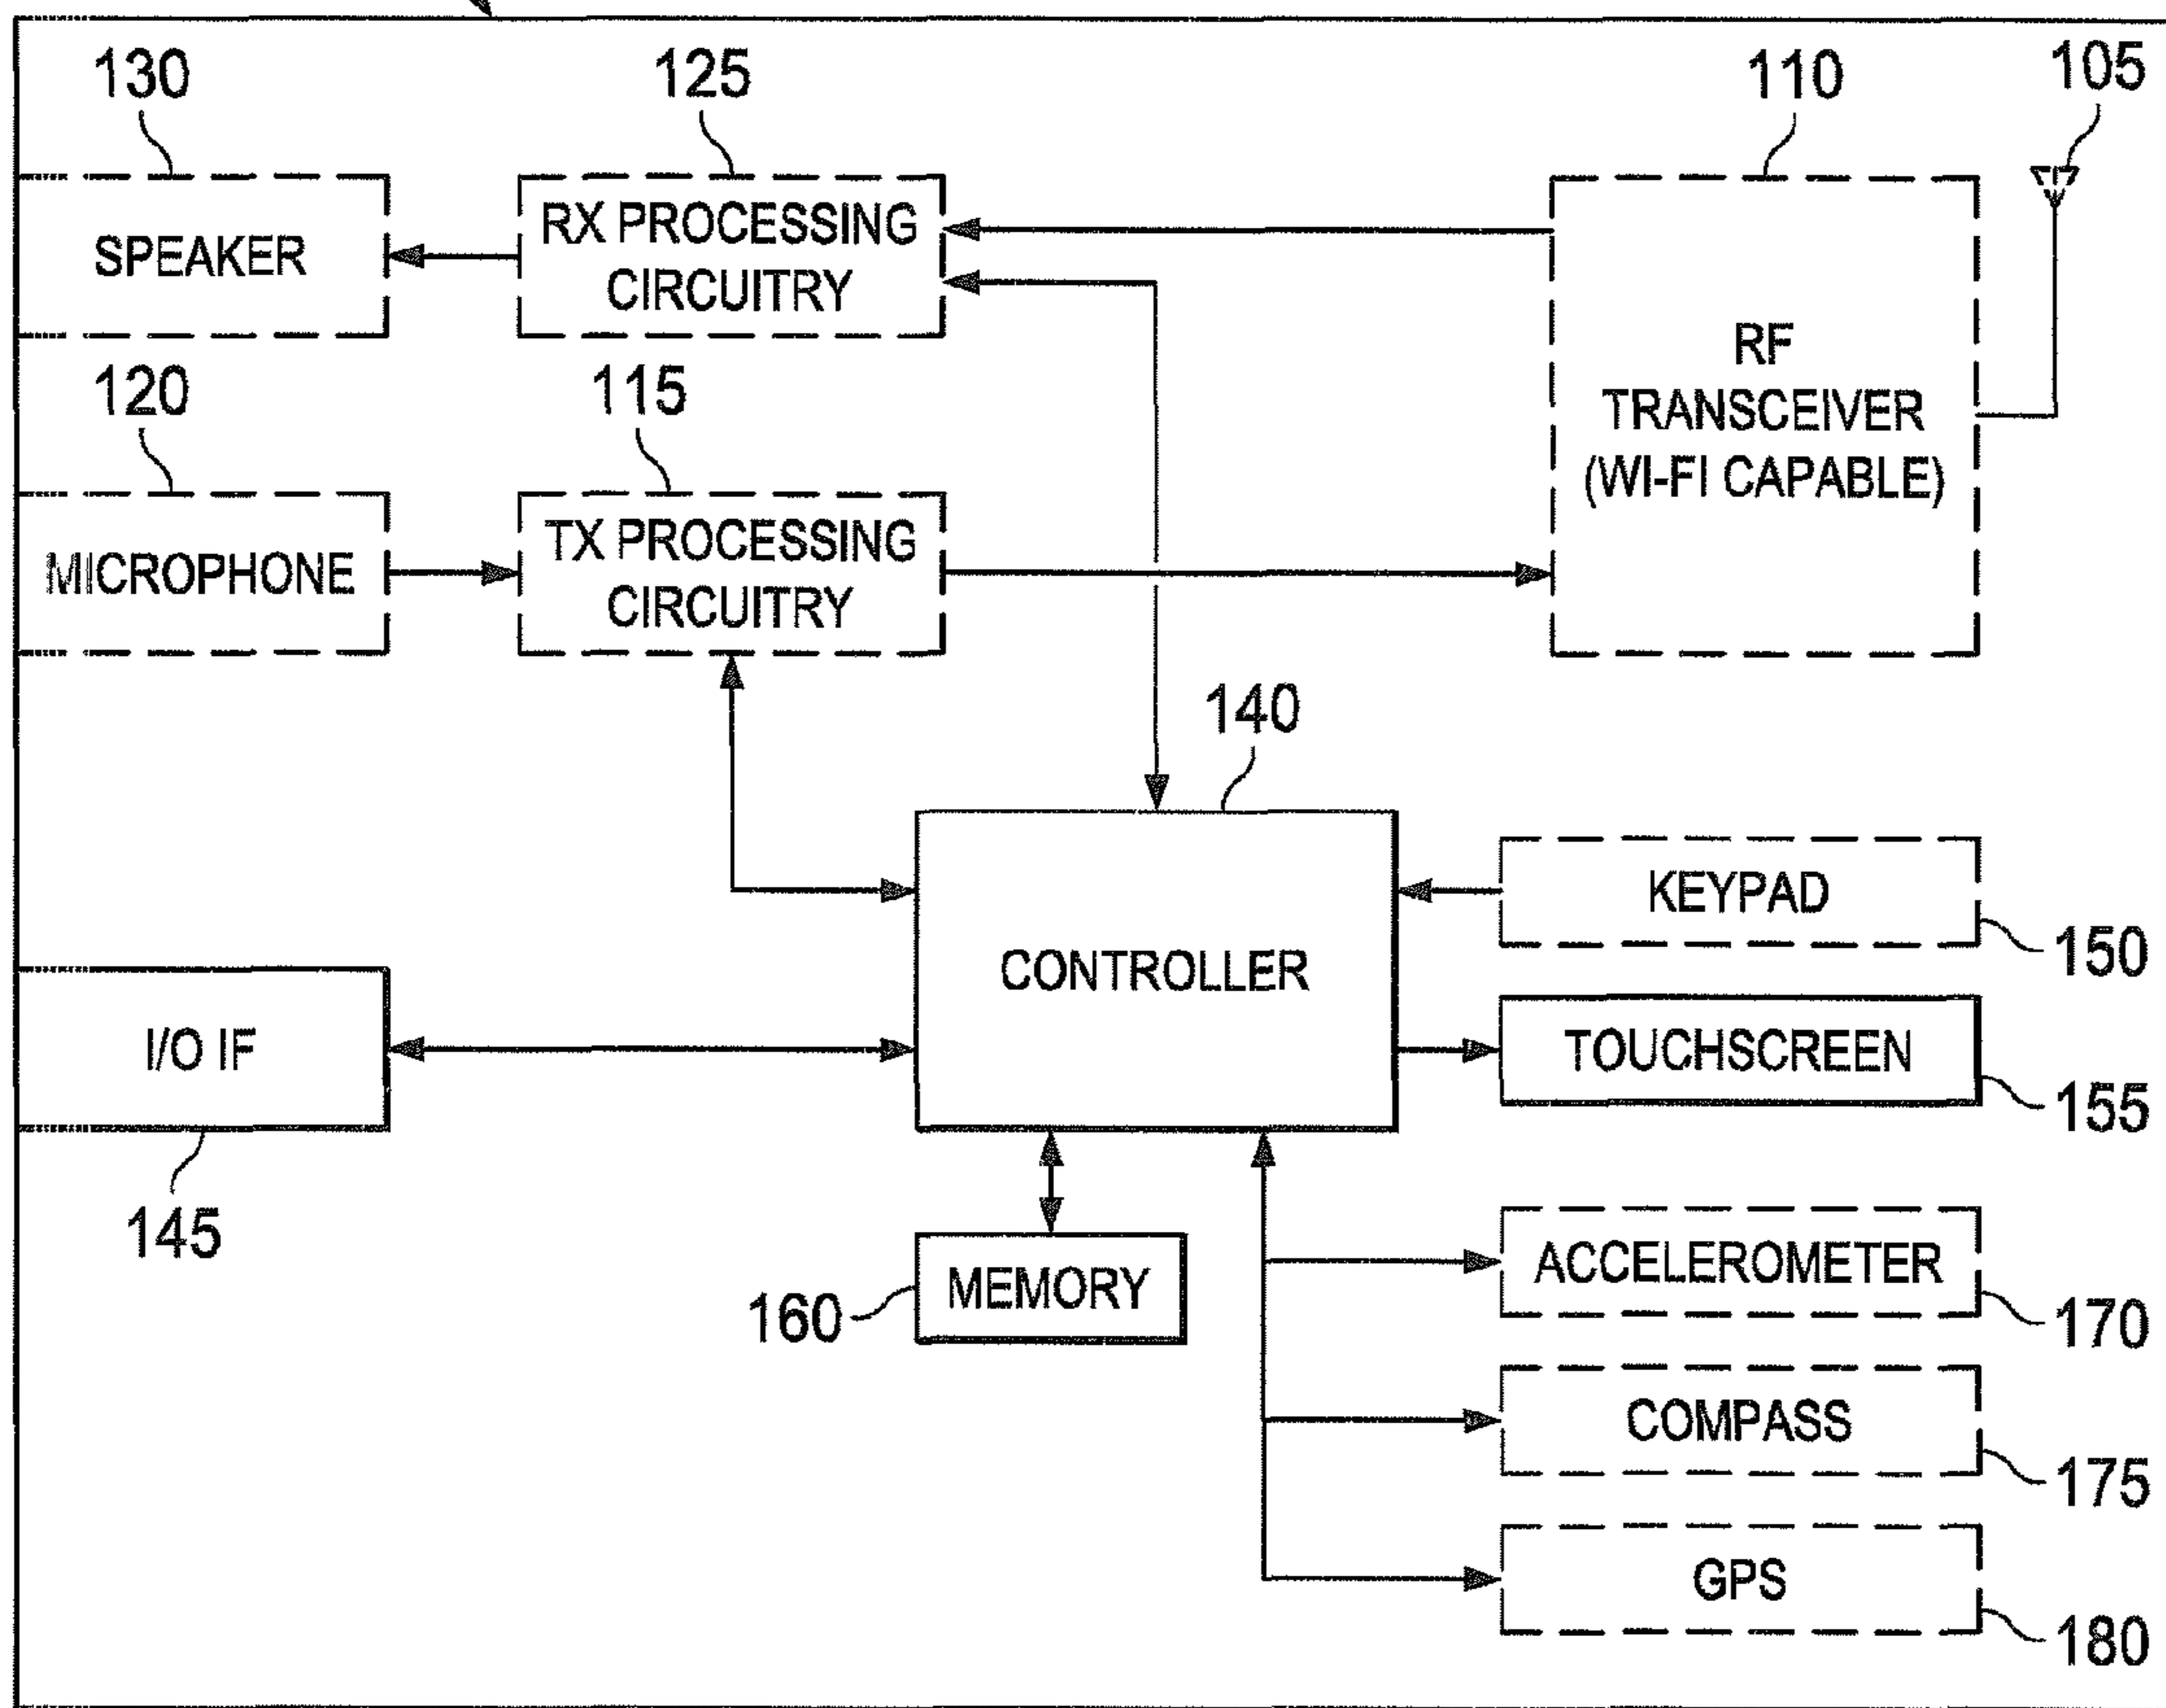 130
125
110
105
SPEAKER
RX PROCESSING
CIRCUITRY
RF
TRANSCEIVER
(WI-FI CAPABLE)
120
115
MICROPHONE
TX PROCESSING
CIRCUITRY
140
CONTROLLER
KEYPAD
150
I/O IF
TOUCHSCREEN
155
145
160
MEMORY
ACCELEROMETER
170
COMPASS
175
GPS
180